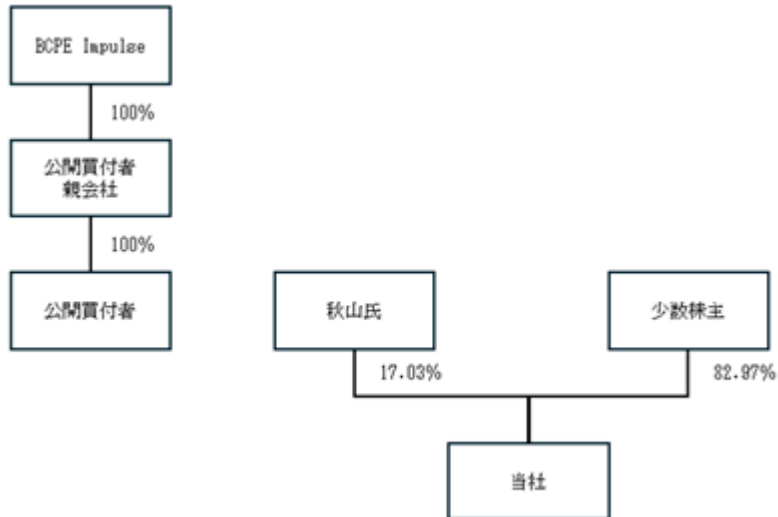 BCPE Impulse
100%
公開買付者
親会社
100%
公開買付者
秋山氏
少数株主
17.03%
82.97%
当社